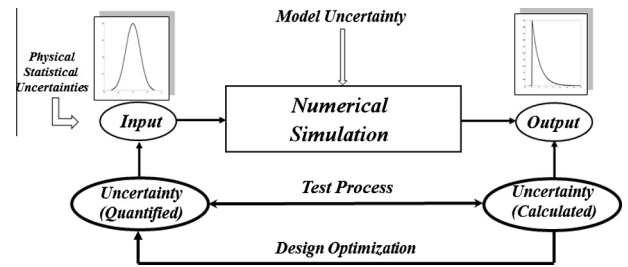 Model Uncertainty
Physical
Statistical
Uncertainties
Input
Numerical
Simulation
Output
Uncertainty
(Quantified)
Test Process
Uncertainty
(Calculated)
Design Optimization